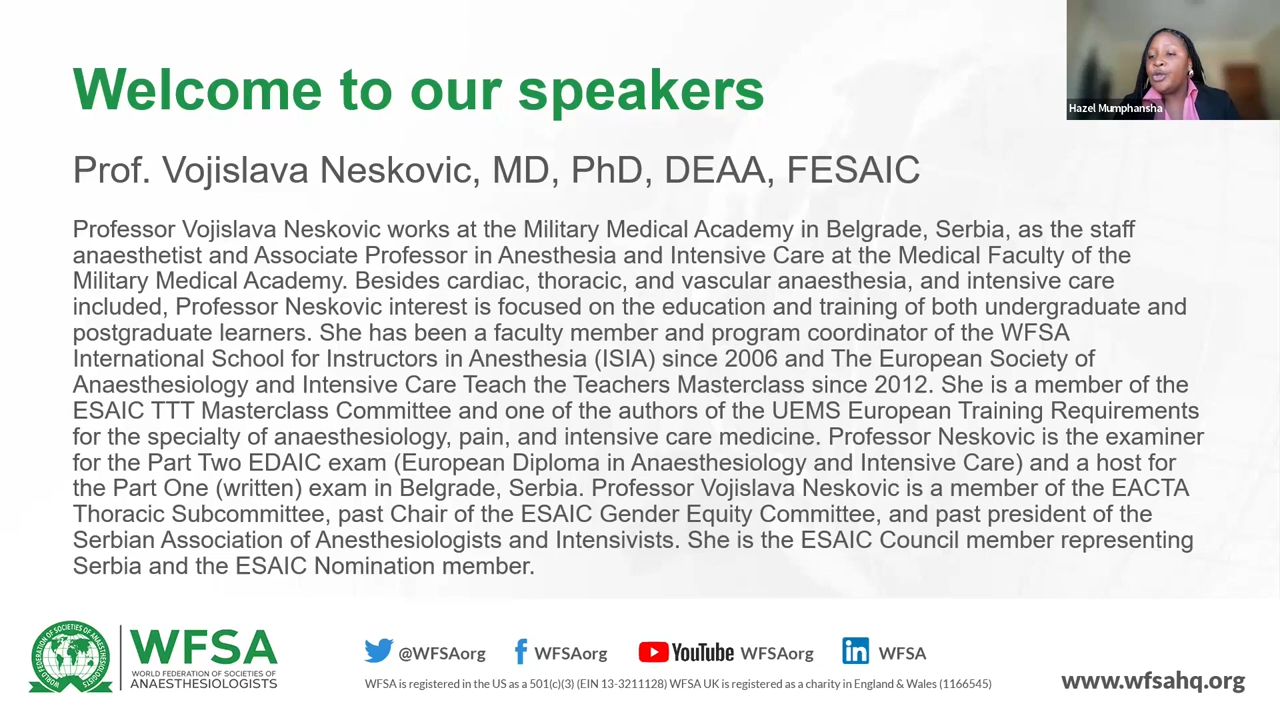 Welcome to our speakers
Hazel Mumphansha
Prof. Vojislava Neskovic, MD, PhD, DEAA, FESAIC
Professor Vojislava Neskovic works at the Military Medical Academy in Belgrade, Serbia, as the staff
anaesthetist and Associate Professor in Anesthesia and Intensive Care at the Medical Faculty of the
Military Medical Academy. Besides cardiac, thoracic, and vascular anaesthesia, and intensive care
included, Professor Neskovic interest is focused on the education and training of both undergraduate and
postgraduate learners. She has been a faculty member and program coordinator of the WFSA
International School for Instructors in Anesthesia (ISIA) since 2006 and The European Society of
Anaesthesiology and Intensive Care Teach the Teachers Masterclass since 2012. She is a member of the
ESAIC TTT Masterclass Committee and one of the authors of the UEMS European Training Requirements
for the specialty of anaesthesiology, pain, and intensive care medicine. Professor Neskovic is the examiner
for the Part Two EDAIC exam (European Diploma in Anaesthesiology and Intensive Care) and a host for
the Part One (written) exam in Belgrade, Serbia. Professor Vojislava Neskovic is a member of the EACTA
Thoracic Subcommittee, past Chair of the ESAIC Gender Equity Committee, and past president of the
Serbian Association of Anesthesiologists and Intensivists. She is the ESAIC Council member representing
Serbia and the ESAIC Nomination member.
WORLD FEDERATION OF SOCIETIES OF ANAESTHESIOLOGISTS
WFSA
WORLD FEDERATION OF SOCIETIES OF
ANAESTHESIOLOGISTS
@WFSAorg
WFSAorg
YouTube WFSAorg
in WFSA
WFSA is registered in the US as a 501(c)(3) (EIN 13-3211128) WFSA UK is registered as a charity in England & Wales (1166545)
www.wfsahq.org